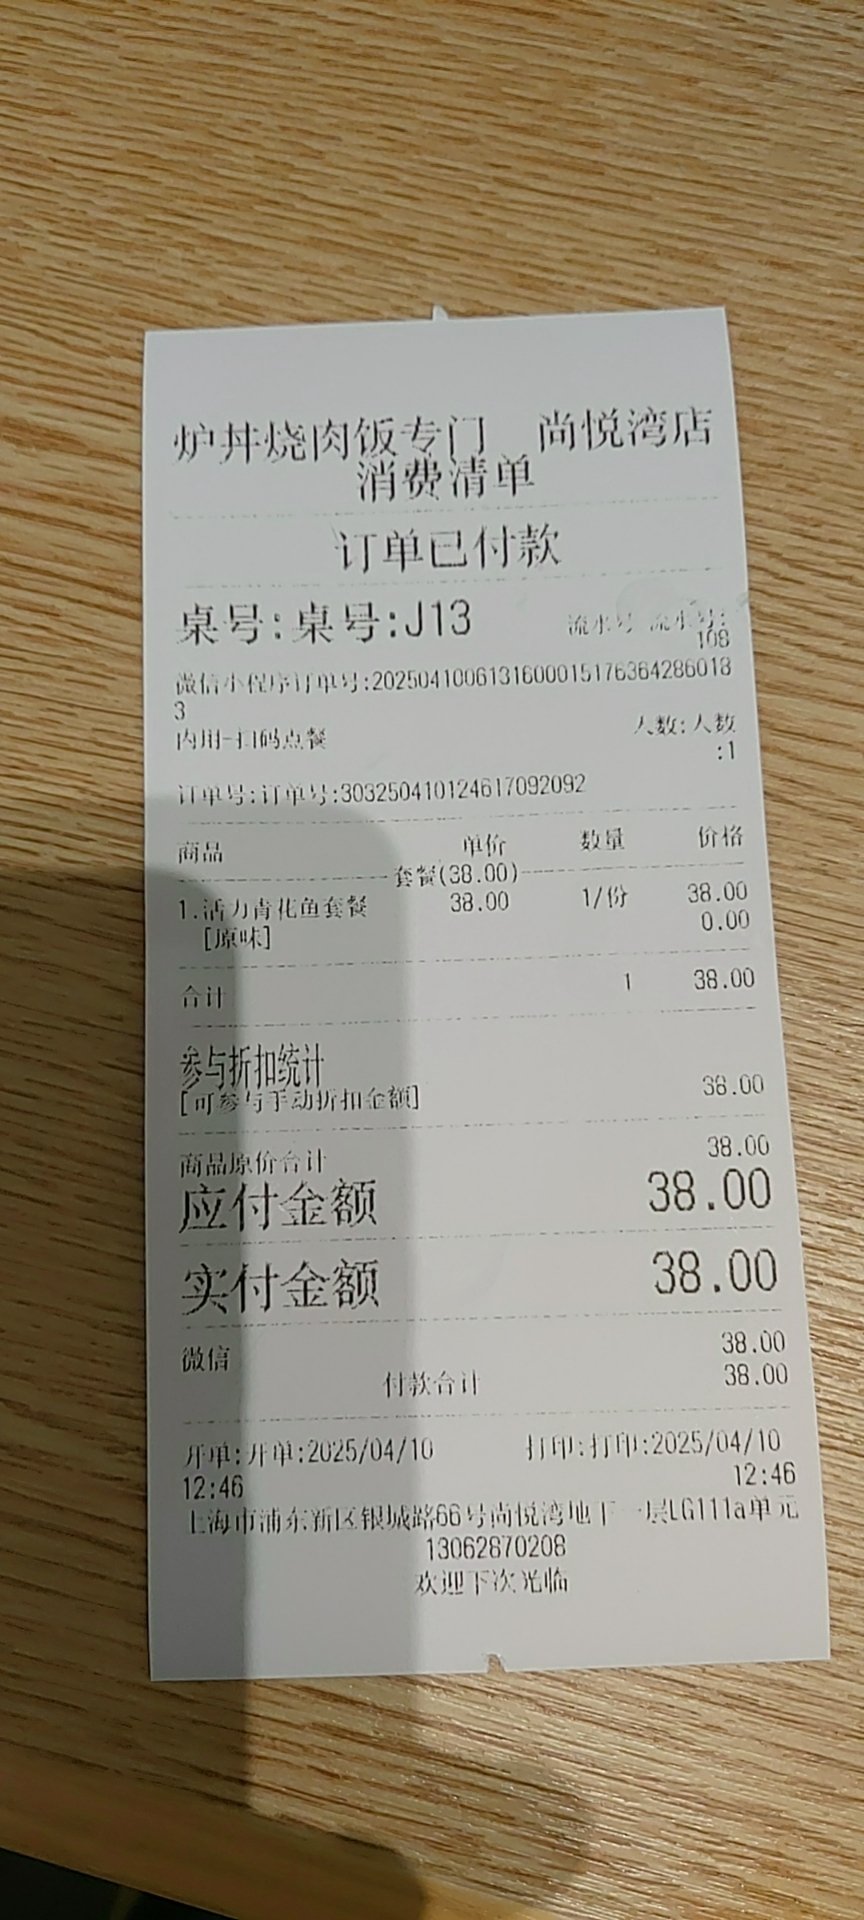 炉丼烧肉饭专门 尚悦湾店
消费清单
订单已付款
桌号:桌号:J13 流水号 流水号:
108
微信小程序订单号:2025041006131600015176364286018
3
内用-扫码点餐 人数:人数
:1
订单号:订单号:303250410124617092092
商品 单价 数量 价格
套餐(38.00)
1.活力青花鱼套餐 38.00 1/份 38.00
[原味] 0.00
合计 1 38.00
参与折扣统计
[可参与手动折扣金额] 38.00
商品原价合计 38.00
应付金额 38.00
实付金额 38.00
微信 38.00
付款合计 38.00
开单:开单:2025/04/10 打印:打印:2025/04/10
12:46 12:46
上海市浦东新区银城路66号尚悦湾地下一层LG111a单元
13062870208
欢迎下次光临